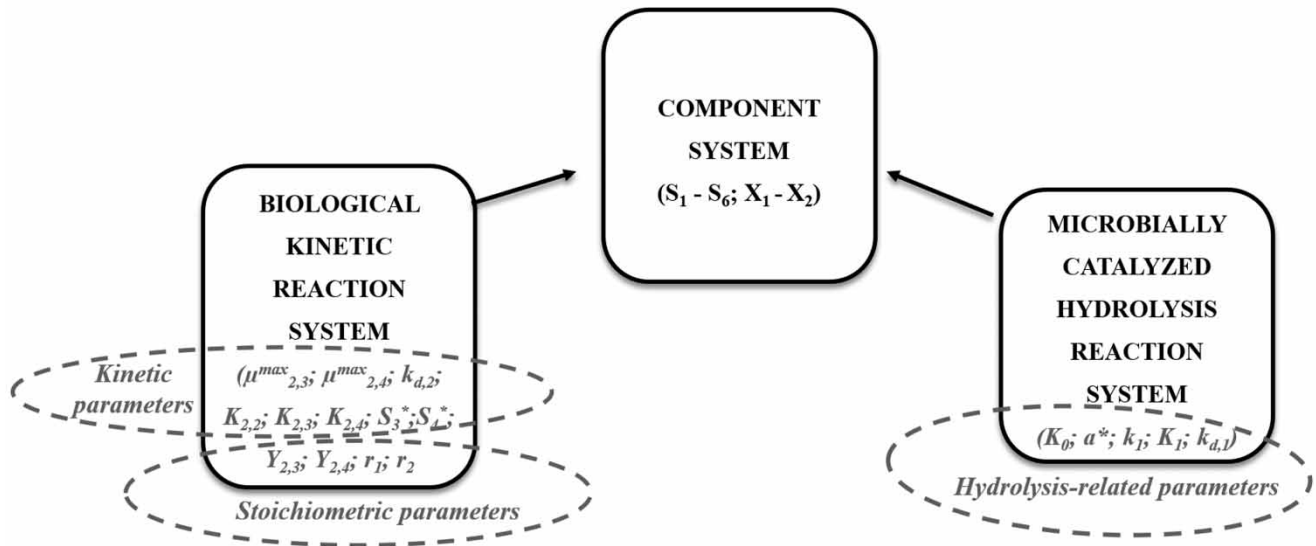 COMPONENT
SYSTEM
(S₁ - S₆; X₁ - X₂)
BIOLOGICAL
KINETIC
REACTION
SYSTEM
Kinetic
parameters
(μᵐᵃˣ₂,₃; μᵐᵃˣ₂,₄; k_d,2;
K₂,₂; K₂,₃; K₂,₄; S₃*;S₄*;
Y₂,₃; Y₂,₄; r₁; r₂
Stoichiometric parameters
MICROBIALLY
CATALYZED
HYDROLYSIS
REACTION
SYSTEM
(K₀; a*; k₁; K₁; k_d,1)
Hydrolysis-related parameters